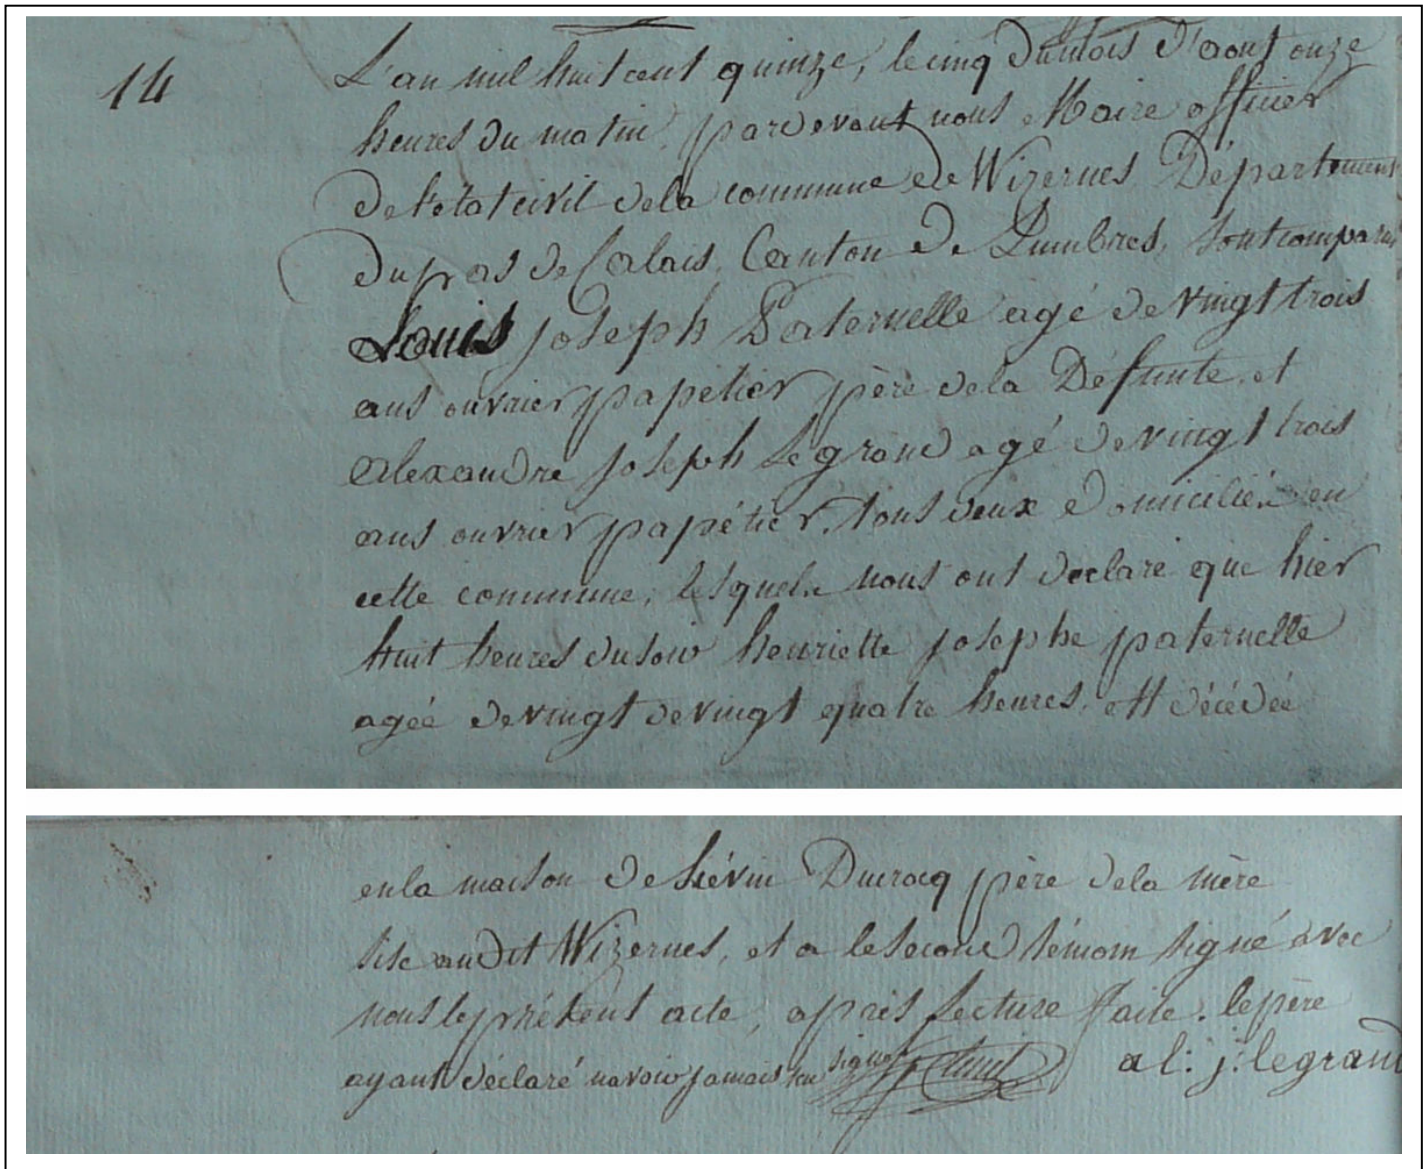 14
L'an mil huit cent quinze, le cinq du mois d'aout onze
heures du matin, pardevant nous Maire officier
de l'etat civil de la commune de Wizernes Département
du pas de Calais, Canton de Lumbres, sont comparus
Louis joseph Paternelle agé de vingt trois
ans ouvrier papetier père de la Défunte, et
alexandre joseph Legrand agé de vingt trois
ans ouvrier papétier, tous deux domiciliés en
cette commune, lesquels nous ont declaré que hier
huit heures du soir henriette josephe paternelle
agée de vingt de vingt quatre heures, est décédée
en la maison de Liévin Ducrocq père de la mère
sise audit Wizernes, et a le second témoin signé avec
nous le présent acte, après lecture faite. le père
ayant déclaré navoir jamais su signer
al: j: legrand